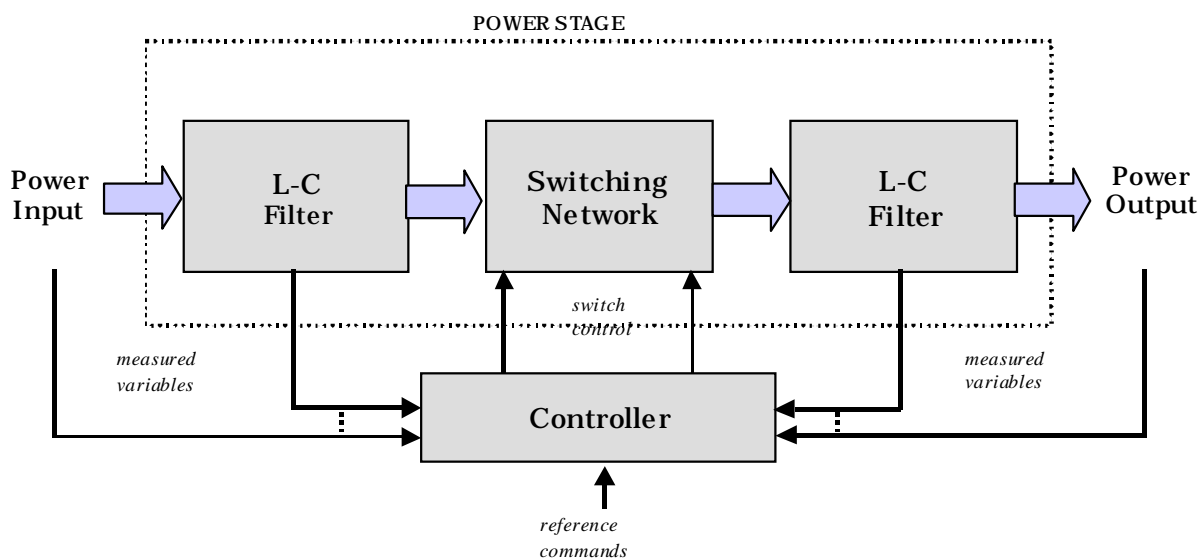 POWER STAGE
Power
Input
L-C
Filter
Switching
Network
L-C
Filter
Power
Output
switch
control
measured
variables
measured
variables
Controller
reference
commands